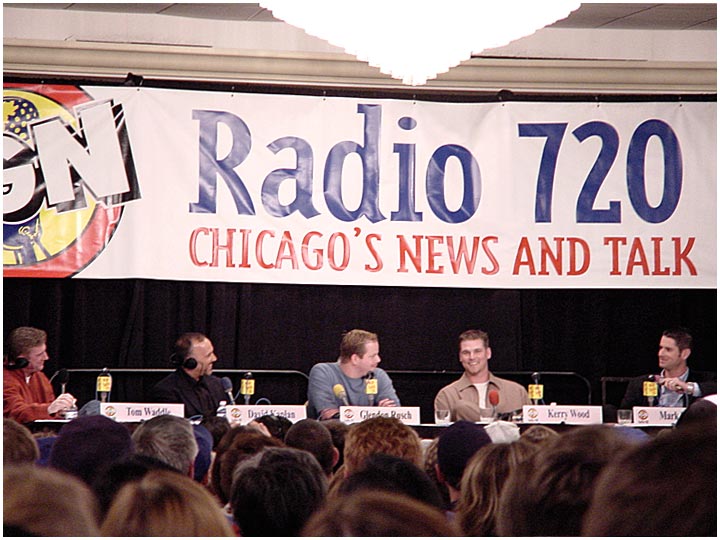 GN
Radio 720
CHICAGO'S NEWS AND TALK
Tom Waddle
David Kaplan
Glendon Rusch
Kerry Wood
Mark